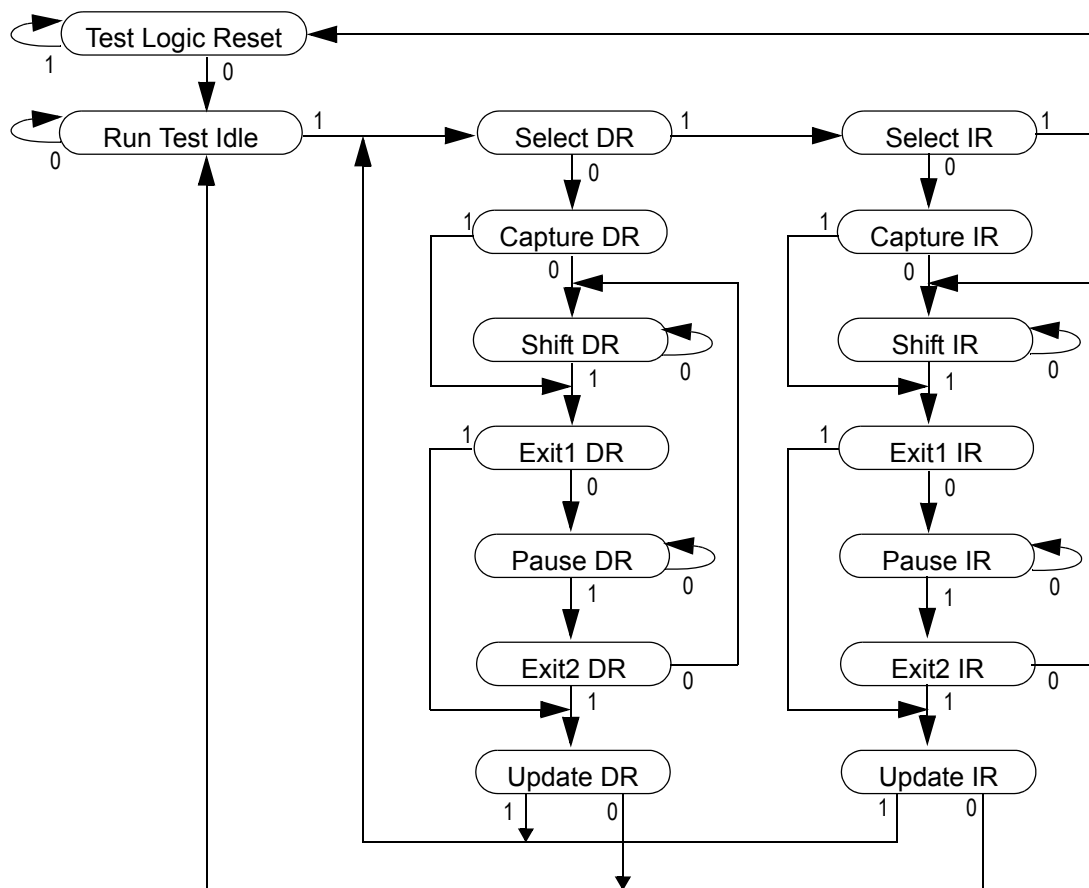 Test Logic Reset
1
0
Run Test Idle
0
1
Select DR
1
0
Select IR
1
0
Capture DR
1
0
Capture IR
1
0
Shift DR
0
1
Shift IR
0
1
Exit1 DR
1
0
Exit1 IR
1
0
Pause DR
0
1
Pause IR
0
1
Exit2 DR
0
1
Exit2 IR
0
1
Update DR
1
0
Update IR
1
0